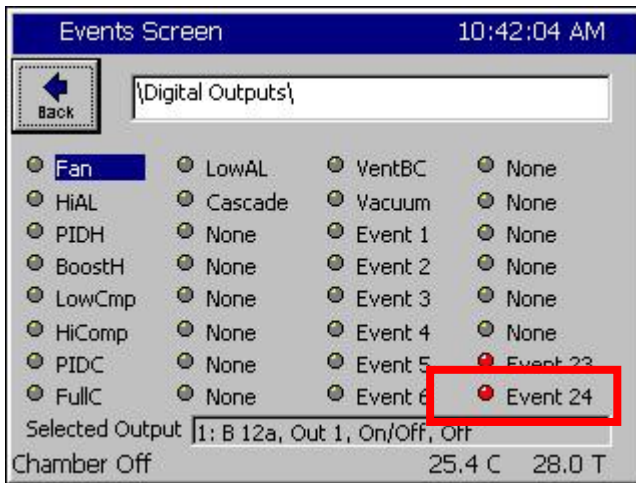 Events Screen 10:42:04 AM
Back
\Digital Outputs\
Fan LowAL VentBC None
HiAL Cascade Vacuum None
PIDH None Event 1 None
BoostH None Event 2 None
LowCmp None Event 3 None
HiComp None Event 4 None
PIDC None Event 5 Event 23
FullC None Event 6 Event 24
Selected Output 1: B 12a, Out 1, On/Off, Off
Chamber Off 25.4 C 28.0 T